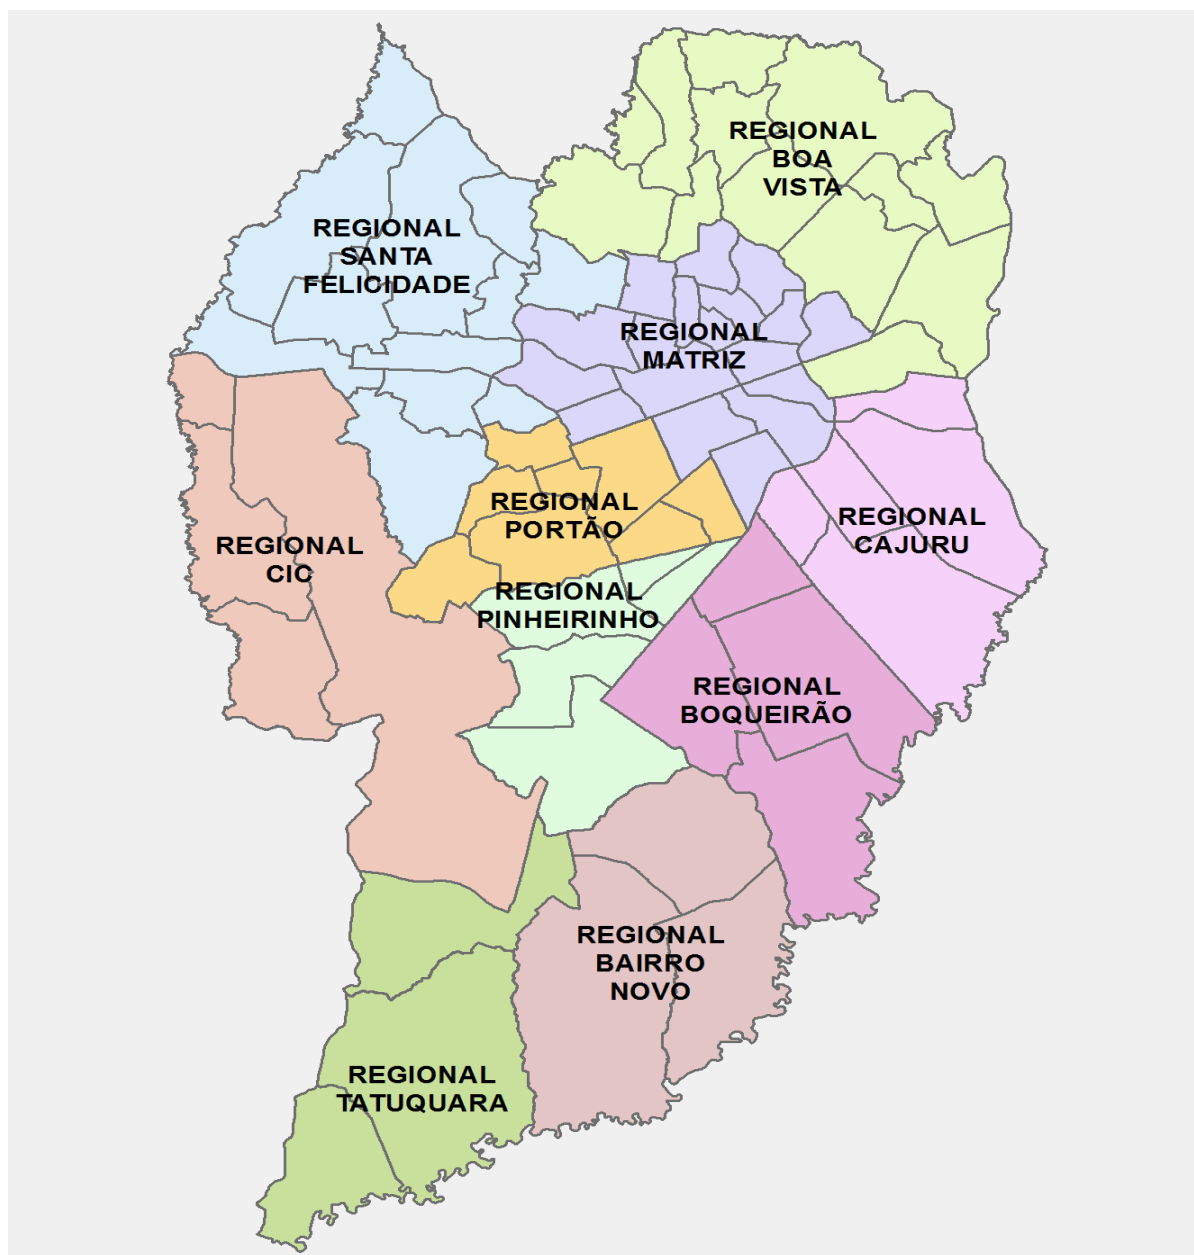 REGIONAL
BOA
VISTA
REGIONAL
SANTA
FELICIDADE
REGIONAL
MATRIZ
REGIONAL
PORTÃO
REGIONAL
CAJURU
REGIONAL
CIC
REGIONAL
PINHEIRINHO
REGIONAL
BOQUEIRÃO
REGIONAL
BAIRRO
NOVO
REGIONAL
TATUQUARA